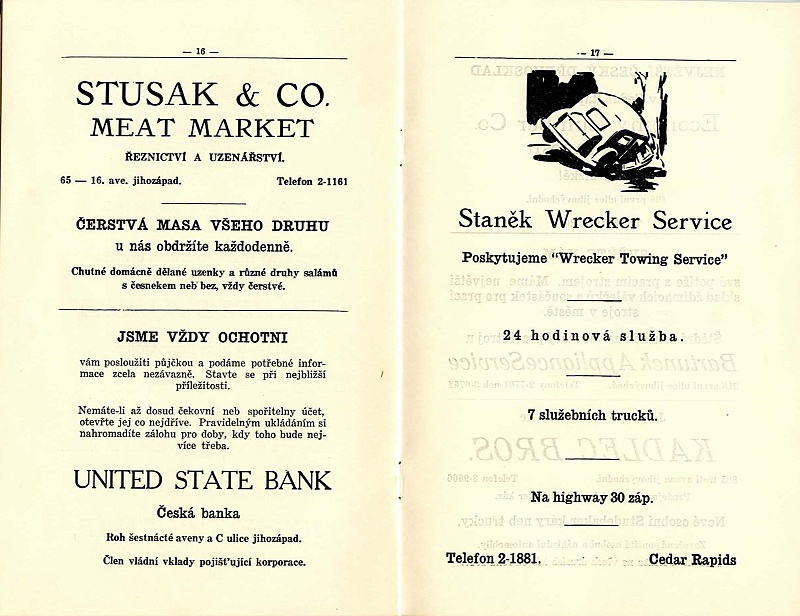 — 16 —
STUSAK & CO.
MEAT MARKET
ŘEZNICTVÍ A UZENÁŘSTVÍ.
65 — 16. ave. jihozápad. Telefon 2-1161
ČERSTVÁ MASA VŠEHO DRUHU
u nás obdržíte každodenně.
Chutné domácně dělané uzenky a různé druhy salámů
s česnekem neb bez, vždy čerstvé.
JSME VŽDY OCHOTNI
vám posloužiti půjčkou a podáme potřebné infor-
mace zcela nezávazně. Stavte se při nejbližší
příležitosti.
Nemáte-li až dosud čekovní neb spořitelný účet,
otevřte jej co nejdříve. Pravidelným ukládáním si
nahromadíte zálohu pro doby, kdy toho bude nej-
více třeba.
UNITED STATE BANK
Česká banka
Roh šestnácté aveny a C ulice jihozápad.
Člen vládní vklady pojišťující korporace.
— 17 —
Staněk Wrecker Service
Poskytujeme "Wrecker Towing Service"
24 hodinová služba.
7 služebních trucků.
Na highway 30 záp.
Telefon 2-1881. Cedar Rapids